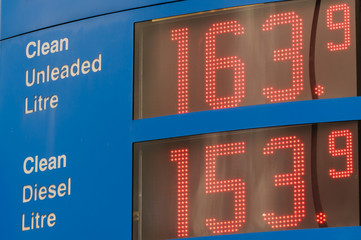 Clean
Unleaded
Litre
163.9
Clean
Diesel
Litre
153.9